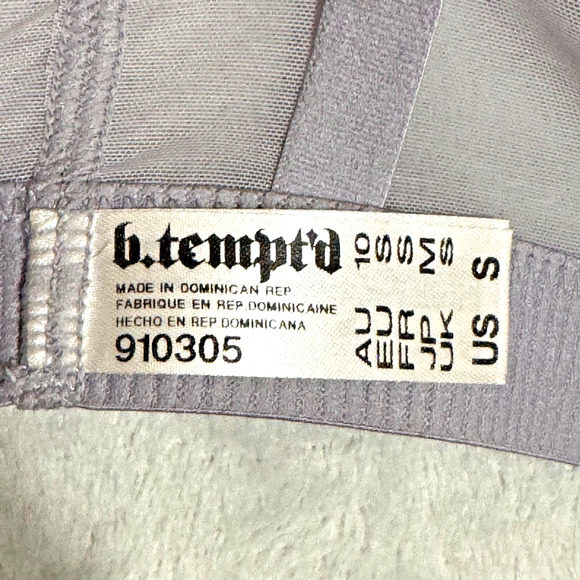 b.tempt'd
MADE IN DOMINICAN REP
FABRIQUE EN REP.DOMINICAINE
HECHO EN REP.DOMINICANA
910305
AU 10
EU S
FR S
JP M
UK S
US S